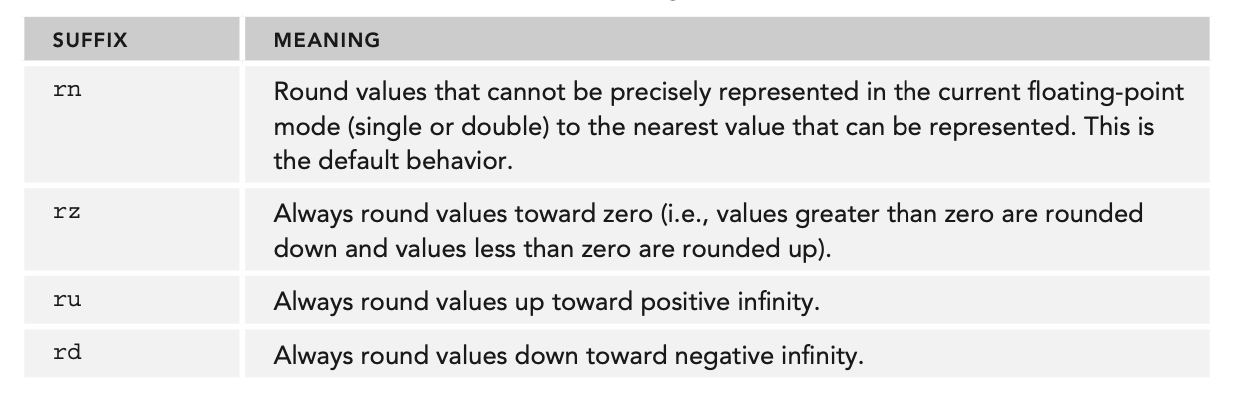 SUFFIX MEANING
rn Round values that cannot be precisely represented in the current floating-point
mode (single or double) to the nearest value that can be represented. This is
the default behavior.
rz Always round values toward zero (i.e., values greater than zero are rounded
down and values less than zero are rounded up).
ru Always round values up toward positive infinity.
rd Always round values down toward negative infinity.